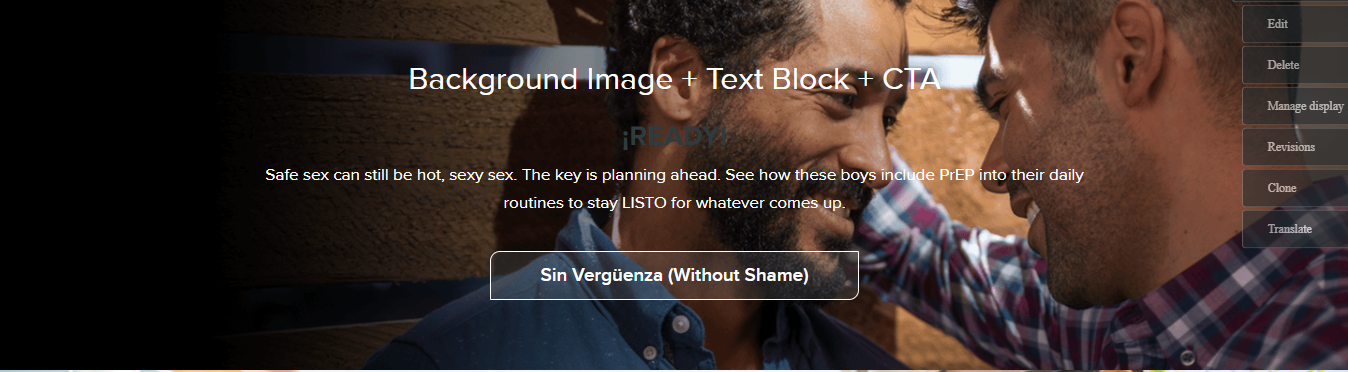 Background Image + Text Block + CTA
¡READY!
Safe sex can still be hot, sexy sex. The key is planning ahead. See how these boys include PrEP into their daily
routines to stay LISTO for whatever comes up.
Sin Vergüenza (Without Shame)
Edit
Delete
Manage display
Revisions
Clone
Translate